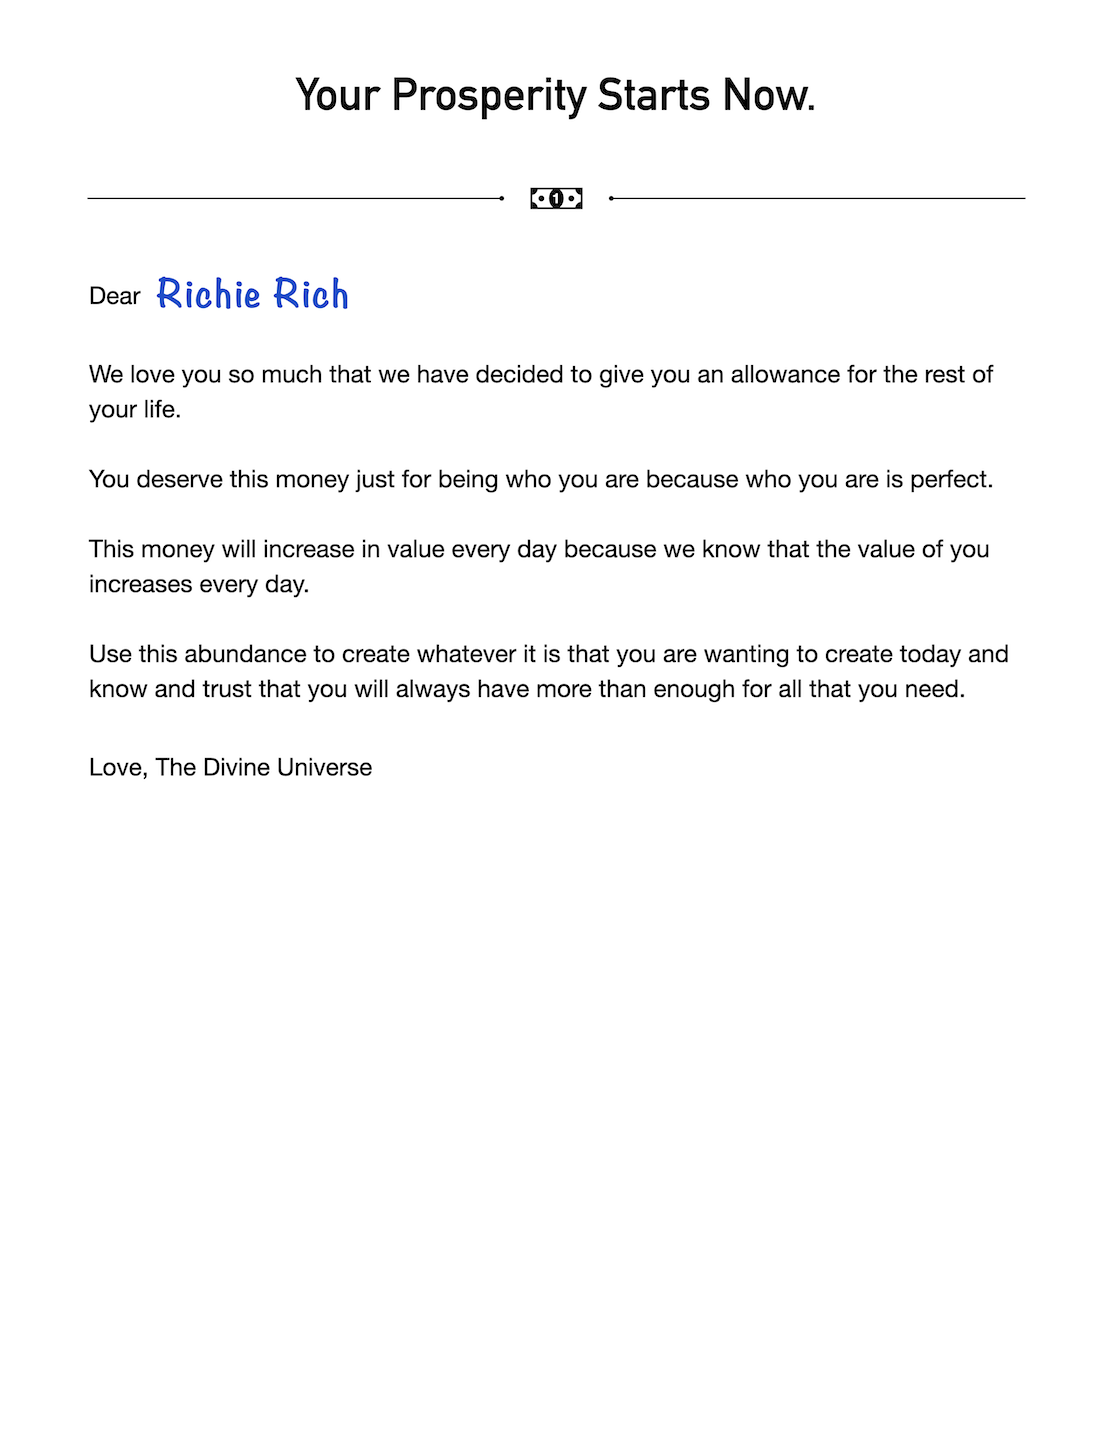 Your Prosperity Starts Now.
1
Dear Richie Rich
We love you so much that we have decided to give you an allowance for the rest of
your life.
You deserve this money just for being who you are because who you are is perfect.
This money will increase in value every day because we know that the value of you
increases every day.
Use this abundance to create whatever it is that you are wanting to create today and
know and trust that you will always have more than enough for all that you need.
Love, The Divine Universe